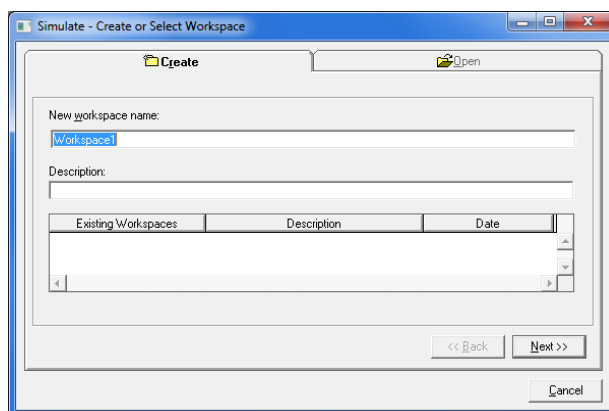 Simulate - Create or Select Workspace
Create
Open
New workspace name:
Workspace1
Description:
Existing Workspaces Description Date
<< Back Next >>
Cancel